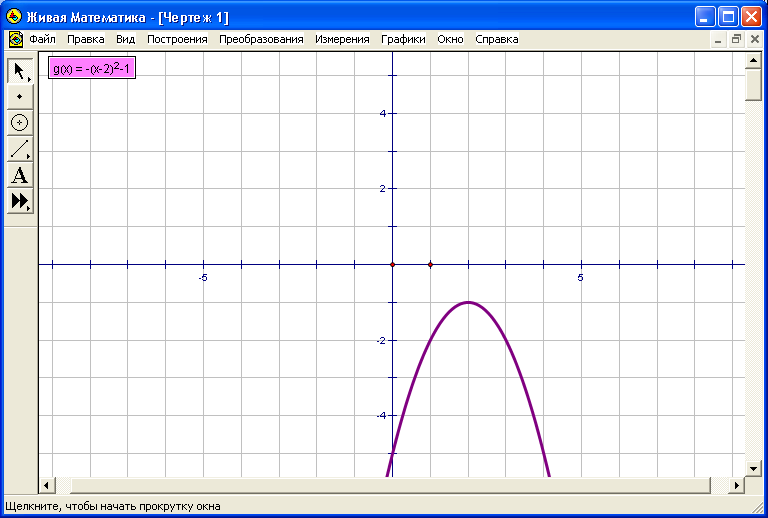 Живая Математика - [Чертеж 1]
Файл Правка Вид Построения Преобразования Измерения Графики Окно Справка
g(x) = -(x-2)²-1
A
4
2
-5 5
-2
-4
Щелкните, чтобы начать прокрутку окна